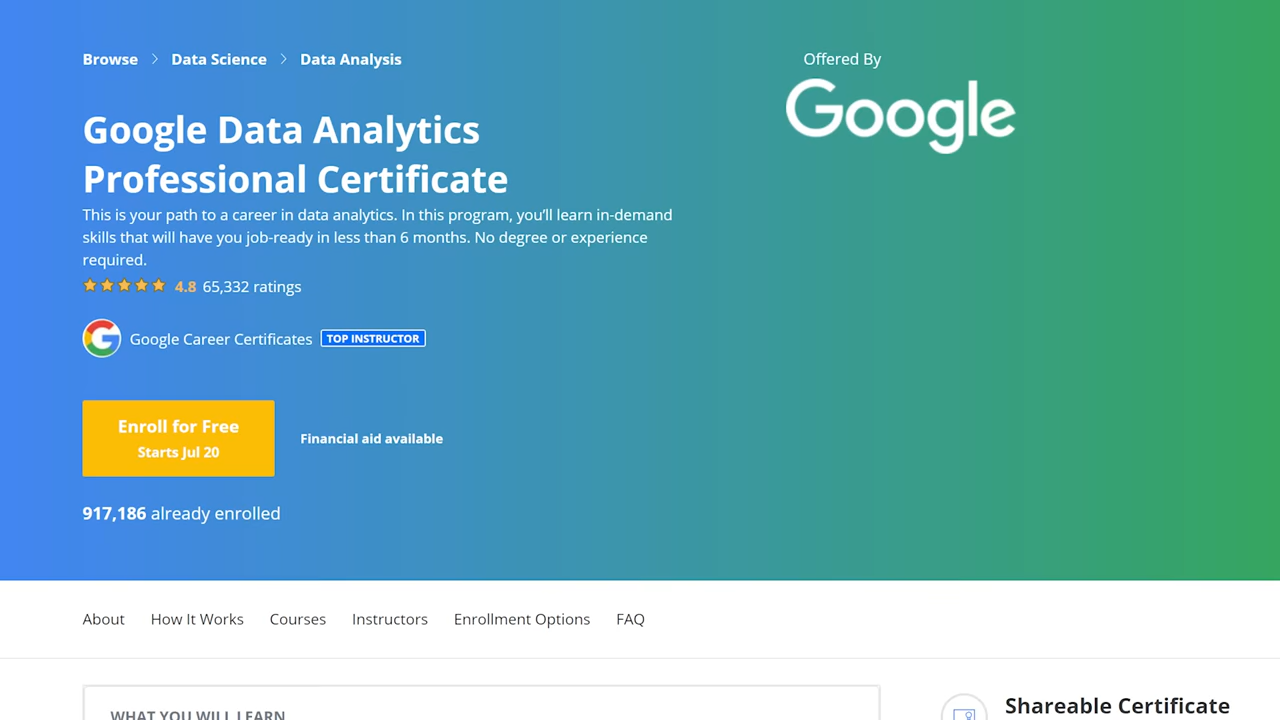 Browse > Data Science > Data Analysis
Offered By
Google
Google Data Analytics
Professional Certificate
This is your path to a career in data analytics. In this program, you’ll learn in-demand
skills that will have you job-ready in less than 6 months. No degree or experience
required.
4.8 65,332 ratings
G Google Career Certificates TOP INSTRUCTOR
Enroll for Free
Starts Jul 20
Financial aid available
917,186 already enrolled
About How It Works Courses Instructors Enrollment Options FAQ
WHAT YOU WILL LEARN
Shareable Certificate